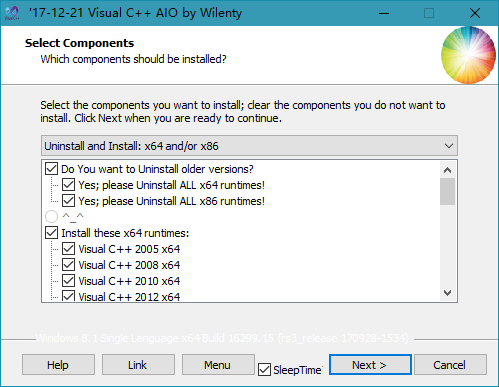 '17-12-21 Visual C++ AIO by Wilenty
Select Components
Which components should be installed?
Select the components you want to install; clear the components you do not want to
install. Click Next when you are ready to continue.
Uninstall and Install: x64 and/or x86
Do You want to Uninstall older versions?
Yes; please Uninstall ALL x64 runtimes!
Yes; please Uninstall ALL x86 runtimes!
^_^
Install these x64 runtimes:
Visual C++ 2005 x64
Visual C++ 2008 x64
Visual C++ 2010 x64
Visual C++ 2012 x64
Windows 8.1 Single Language x64 Build 16299.15 (rs3_release 170928-1534)
Help
Link
Menu
SleepTime
Next >
Cancel